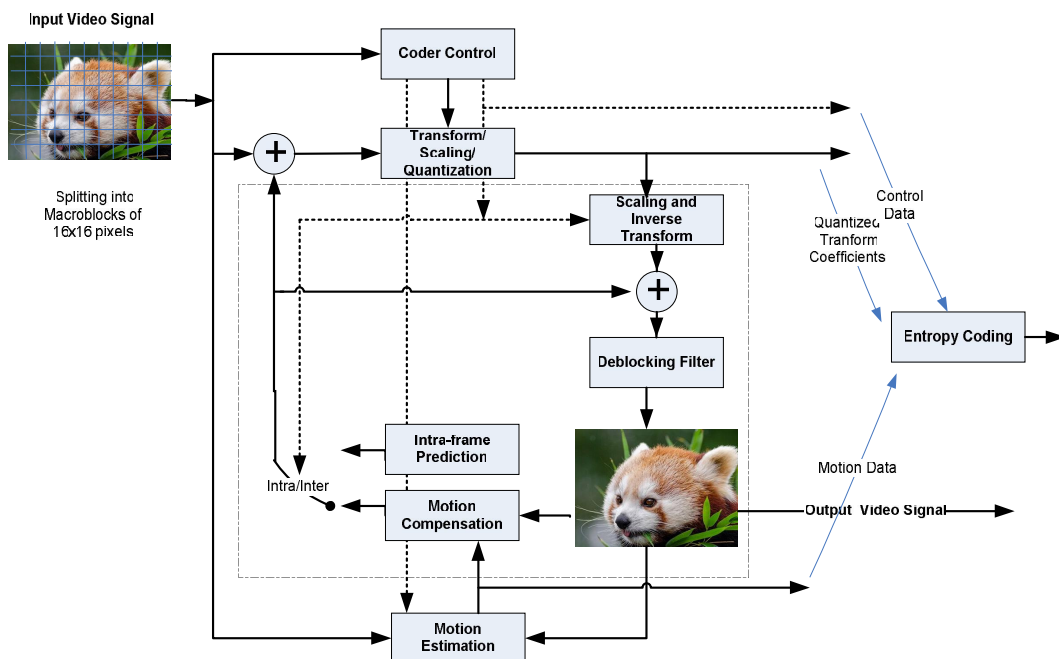 Input Video Signal
Coder Control
+
Transform/
Scaling/
Quantization
Splitting into
Macroblocks of
16x16 pixels
Scaling and
Inverse
Transform
Control
Data
Quantized
Tranform
Coefficients
+
Entropy Coding
Deblocking Filter
Intra-frame
Prediction
Intra/Inter
Motion
Compensation
Motion Data
Output Video Signal
Motion
Estimation